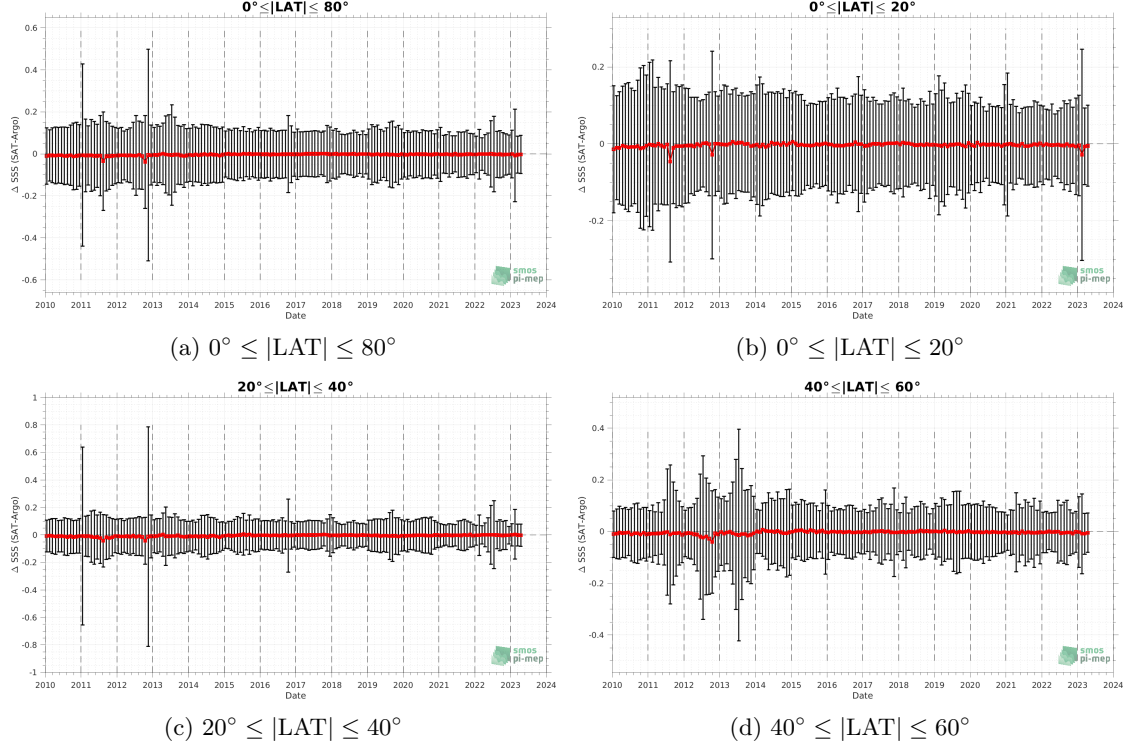 0°≤|LAT|≤ 80°
Δ SSS (SAT-Argo)
0.6
0.4
0.2
0
-0.2
-0.4
-0.6
2010 2011 2012 2013 2014 2015 2016 2017 2018 2019 2020 2021 2022 2023 2024
Date
smos
pi-mep
(a) 0° ≤ |LAT| ≤ 80°
0°≤|LAT|≤ 20°
Δ SSS (SAT-Argo)
0.2
0
-0.2
2010 2011 2012 2013 2014 2015 2016 2017 2018 2019 2020 2021 2022 2023 2024
Date
smos
pi-mep
(b) 0° ≤ |LAT| ≤ 20°
20°≤|LAT|≤ 40°
Δ SSS (SAT-Argo)
1
0.8
0.6
0.4
0.2
0
-0.2
-0.4
-0.6
-0.8
-1
2010 2011 2012 2013 2014 2015 2016 2017 2018 2019 2020 2021 2022 2023 2024
Date
smos
pi-mep
(c) 20° ≤ |LAT| ≤ 40°
40°≤|LAT|≤ 60°
Δ SSS (SAT-Argo)
0.4
0.2
0
-0.2
-0.4
2010 2011 2012 2013 2014 2015 2016 2017 2018 2019 2020 2021 2022 2023 2024
Date
smos
pi-mep
(d) 40° ≤ |LAT| ≤ 60°